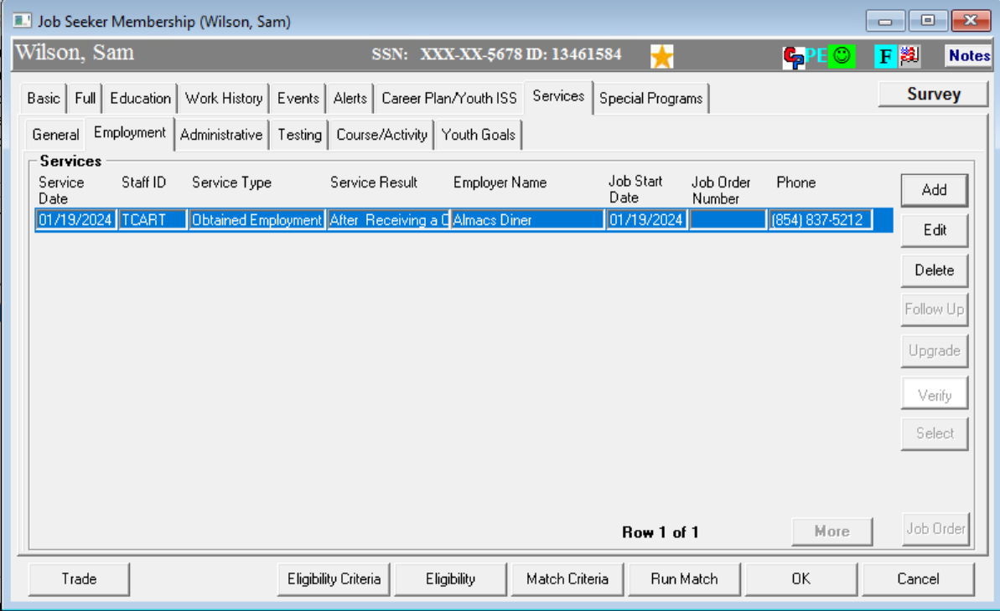 Job Seeker Membership (Wilson, Sam)
Wilson, Sam SSN: XXX-XX-5678 ID: 13461584 CP PE F Notes
Basic Full Education Work History Events Alerts Career Plan/Youth ISS Services Special Programs Survey
General Employment Administrative Testing Course/Activity Youth Goals
Services
Service Date Staff ID Service Type Service Result Employer Name Job Start Date Job Order Number Phone
01/19/2024 TCART Obtained Employment After Receiving a Almacs Diner 01/19/2024 (854) 837-5212
Add
Edit
Delete
Follow Up
Upgrade
Verify
Select
Row 1 of 1 More Job Order
Trade Eligibility Criteria Eligibility Match Criteria Run Match OK Cancel